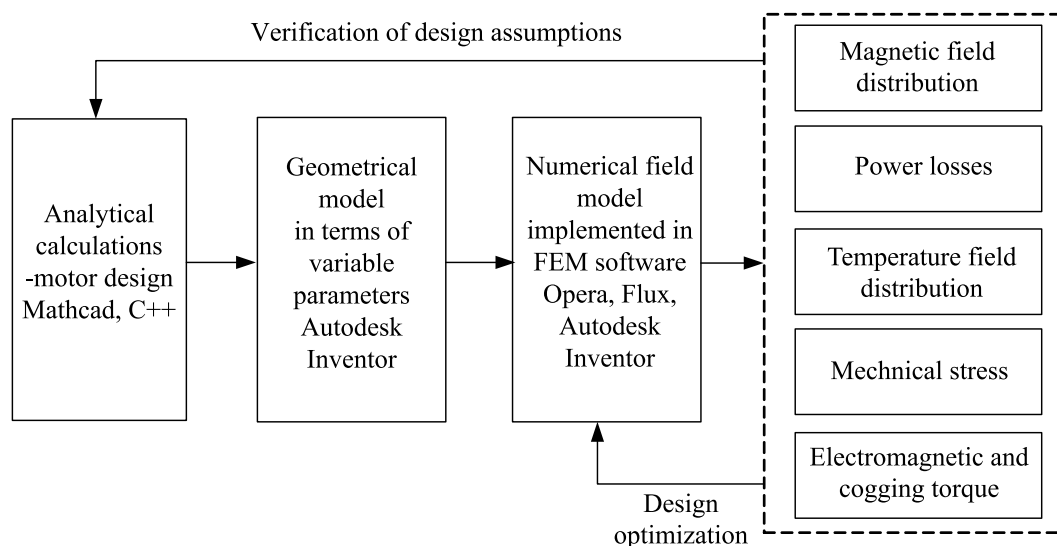 Verification of design assumptions
Analytical
calculations
-motor design
Mathcad, C++
Geometrical
model
in terms of
variable
parameters
Autodesk
Inventor
Numerical field
model
implemented in
FEM software
Opera, Flux,
Autodesk
Inventor
Magnetic field
distribution
Power losses
Temperature field
distribution
Mechnical stress
Electromagnetic and
cogging torque
Design
optimization